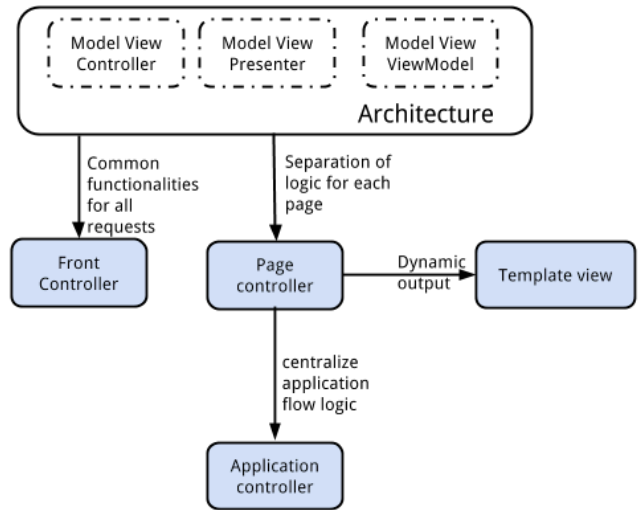 Model View
Controller
Model View
Presenter
Model View
ViewModel
Architecture
Common
functionalities
for all
requests
Separation of
logic for each
page
Front
Controller
Page
controller
Dynamic
output
Template view
centralize
application
flow logic
Application
controller